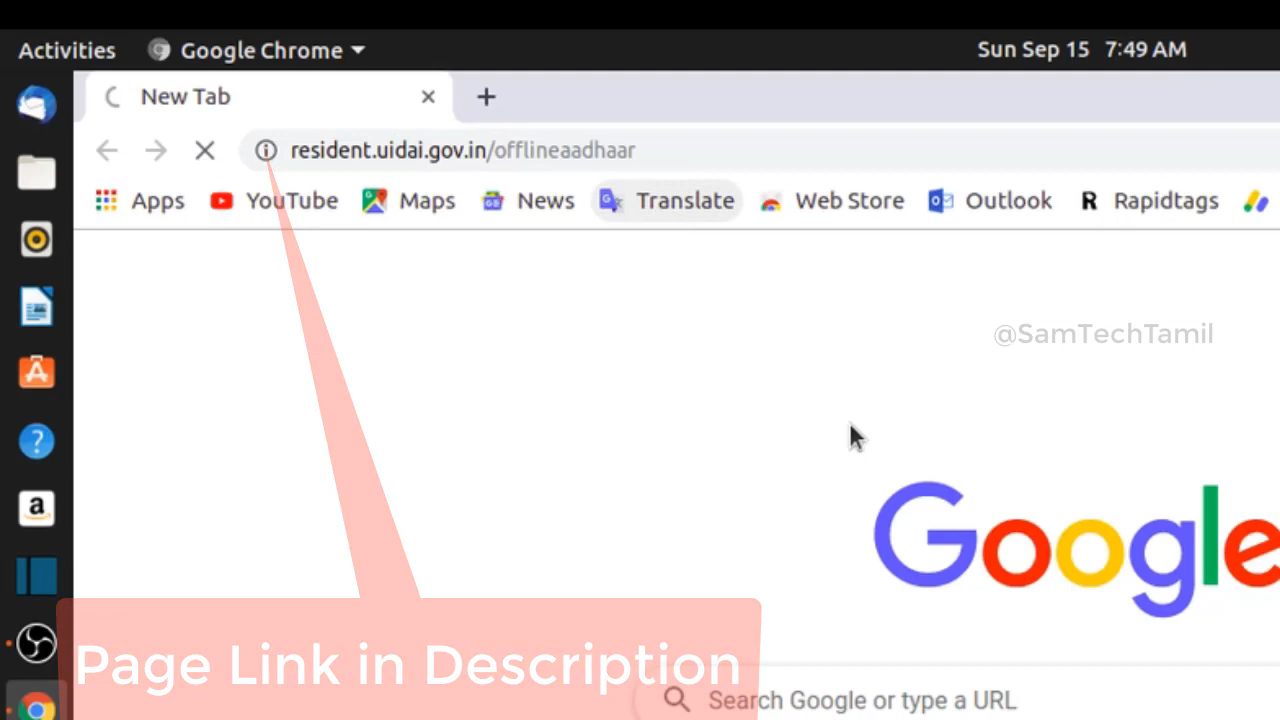 Activities Google Chrome Sun Sep 15 7:49 AM
New Tab
resident.uidai.gov.in/offlineaadhaar
Apps YouTube Maps News Translate Web Store Outlook Rapidtags
@SamTechTamil
a
Google
Page Link in Description
Search Google or type a URL